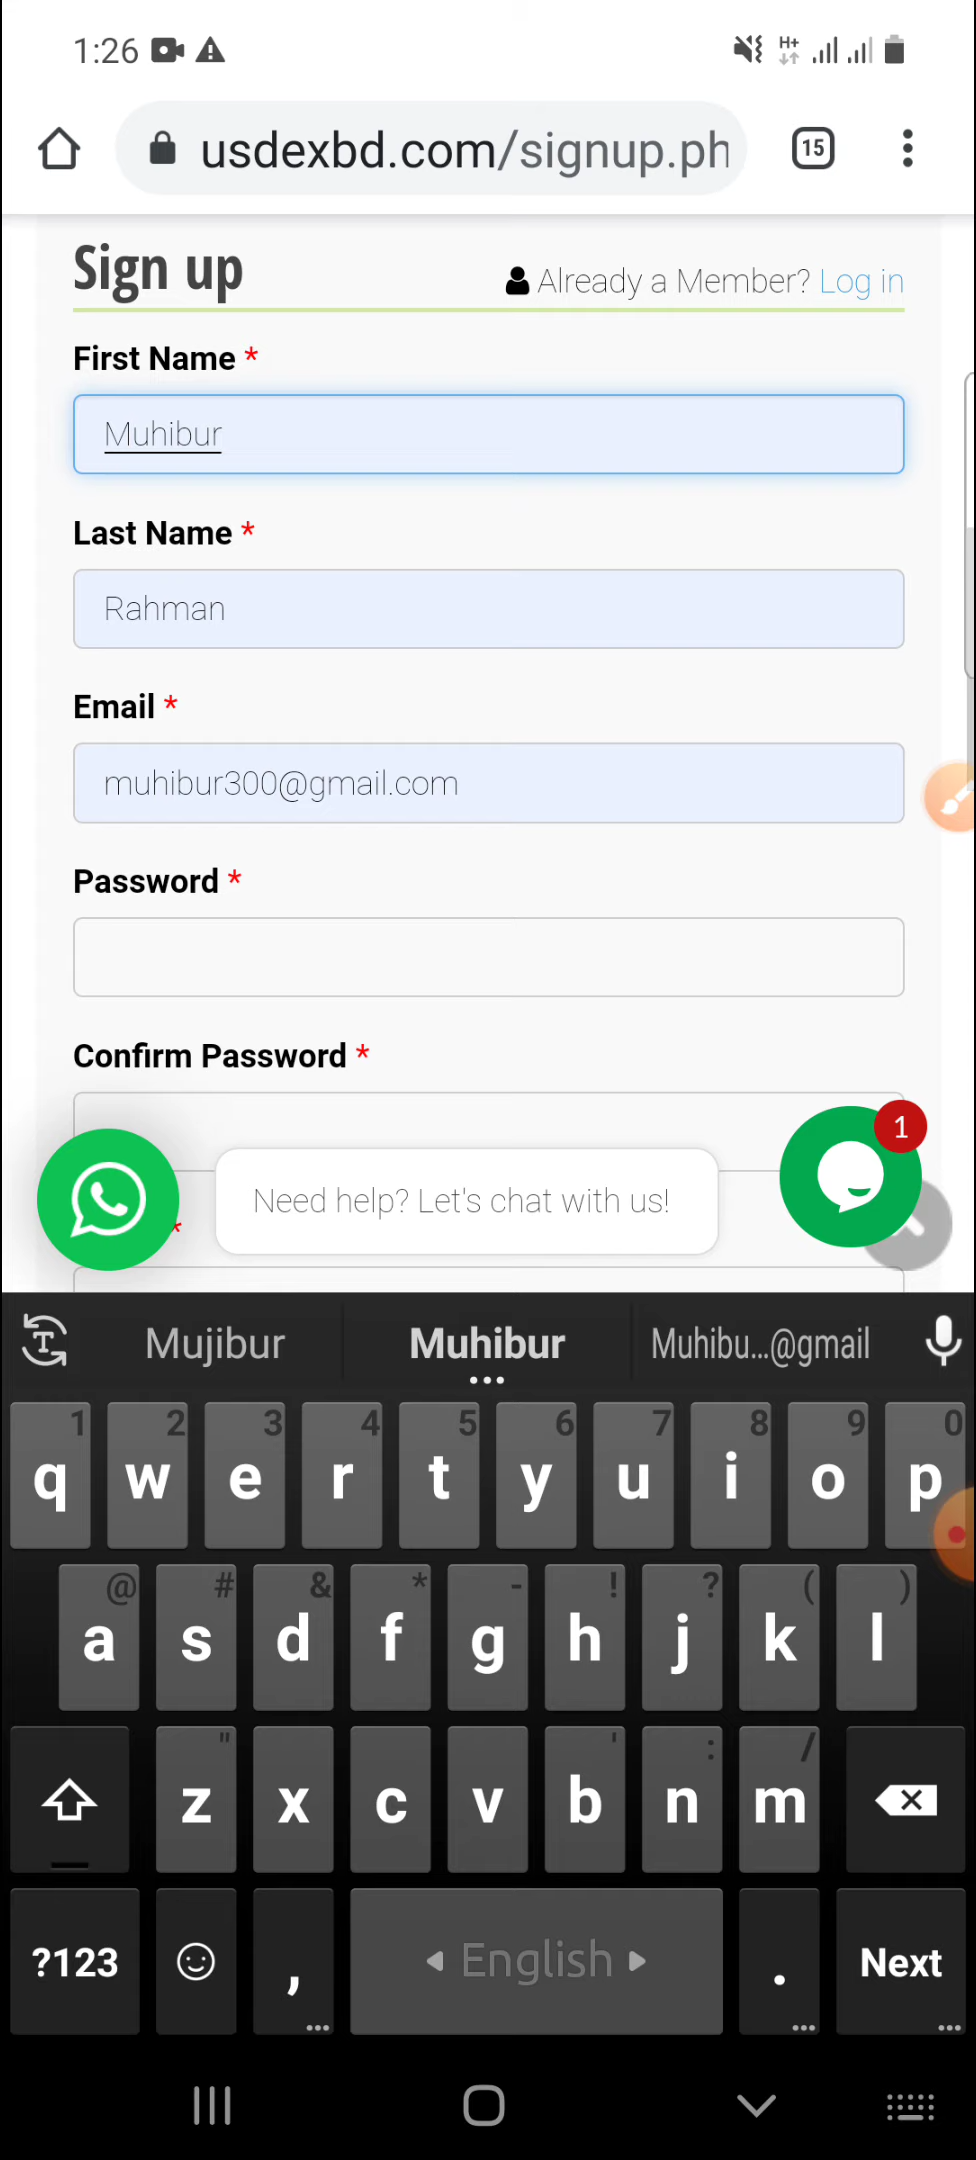 1:26
H+
usdexbd.com/signup.ph
15
Sign up
Already a Member? Log in
First Name *
Muhibur
Last Name *
Rahman
Email *
muhibur300@gmail.com
Password *
Confirm Password *
1
Need help? Let's chat with us!
*
T
Mujibur Muhibur Muhibu...@gmail
1 2 3 4 5 6 7 8 9 0
q w e r t y u i o p
@ # & * - ! ? ( )
a s d f g h j k l
" ' : /
z x c v b n m
?123 , English . Next